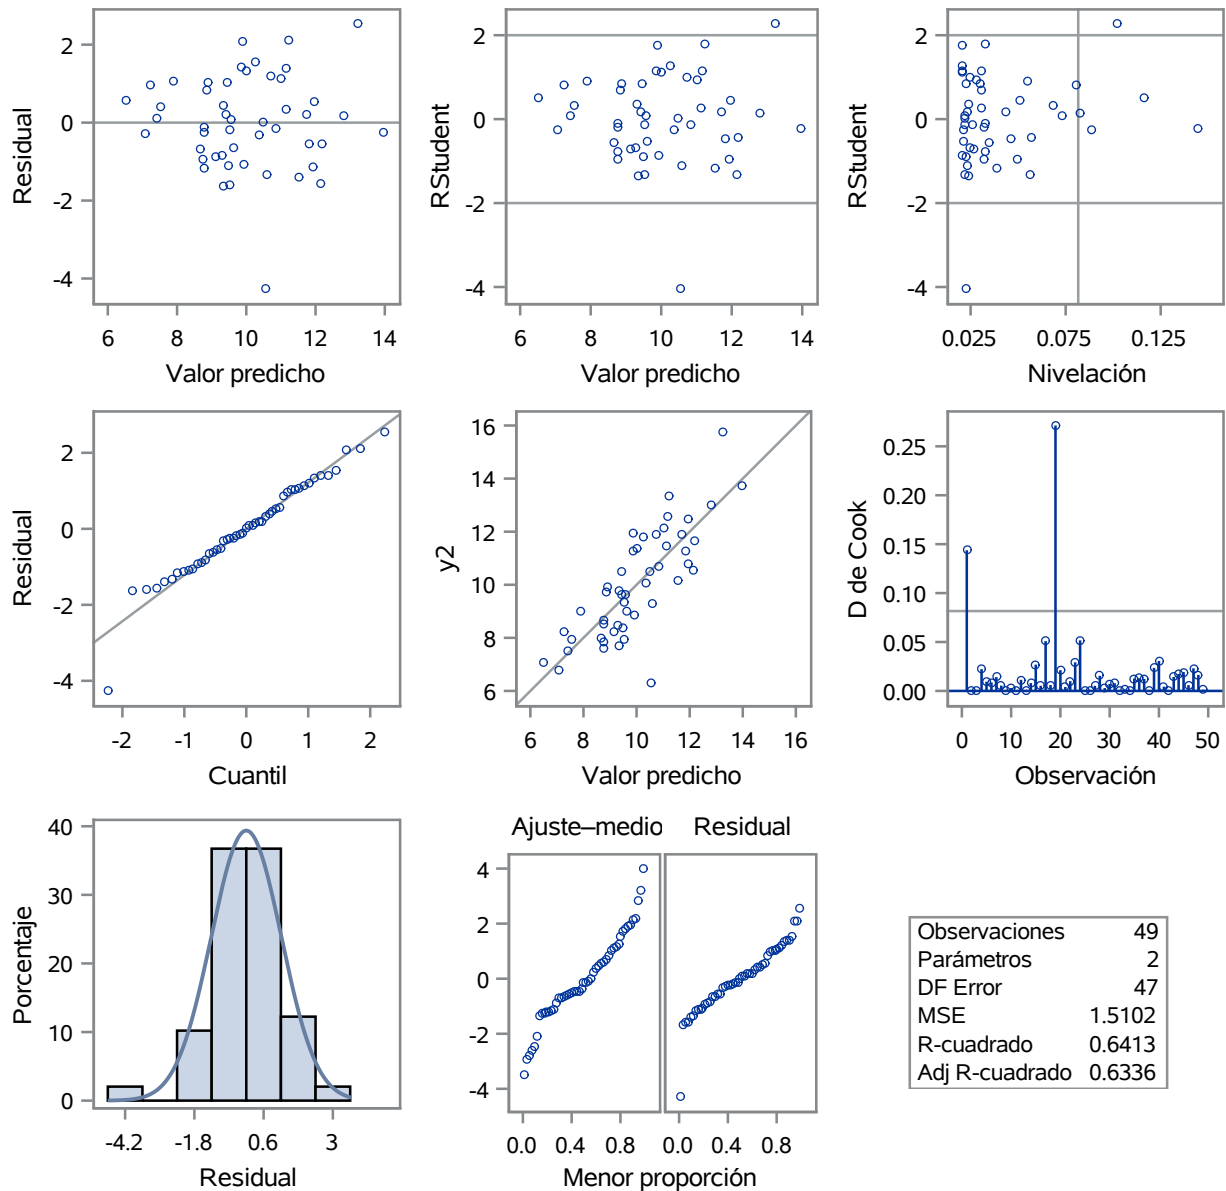 2
0
-2
-4
Residual
6 8 10 12 14
Valor predicho
2
0
-2
-4
RStudent
6 8 10 12 14
Valor predicho
2
0
-2
-4
RStudent
0.025 0.075 0.125
Nivelación
2
0
-2
-4
Residual
-2 -1 0 1 2
Cuantil
16
14
12
10
8
6
y2
6 8 10 12 14 16
Valor predicho
0.25
0.20
0.15
0.10
0.05
0.00
D de Cook
0 10 20 30 40 50
Observación
40
30
20
10
0
Porcentaje
-4.2 -1.8 0.6 3
Residual
Ajuste–medio Residual
4
2
0
-2
-4
0.0 0.4 0.8 0.0 0.4 0.8
Menor proporción
Observaciones 49
Parámetros 2
DF Error 47
MSE 1.5102
R-cuadrado 0.6413
Adj R-cuadrado 0.6336